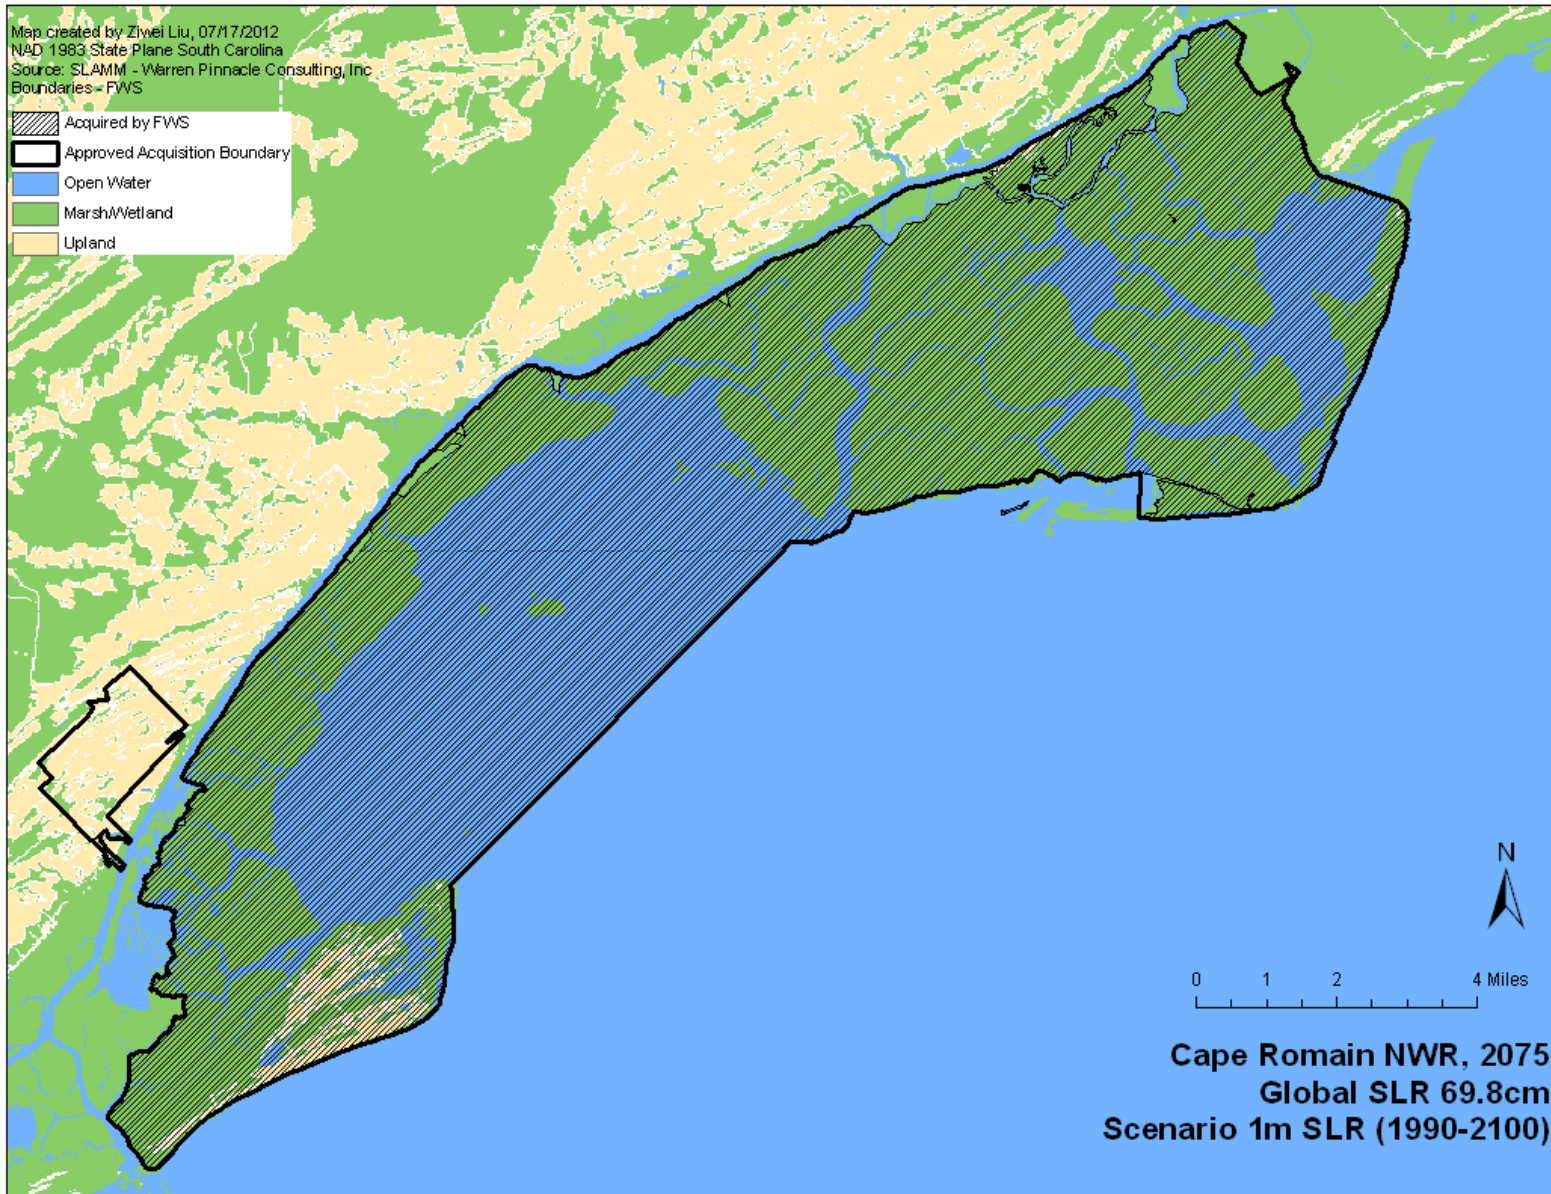 Map created by Ziwei Liu, 07/17/2012
NAD 1983 State Plane South Carolina
Source: SLAMM - Warren Pinnacle Consulting, Inc
Boundaries - FWS
Acquired by FWS
Approved Acquisition Boundary
Open Water
Marsh/Wetland
Upland
N
0 1 2 4 Miles
Cape Romain NWR, 2075
Global SLR 69.8cm
Scenario 1m SLR (1990-2100)